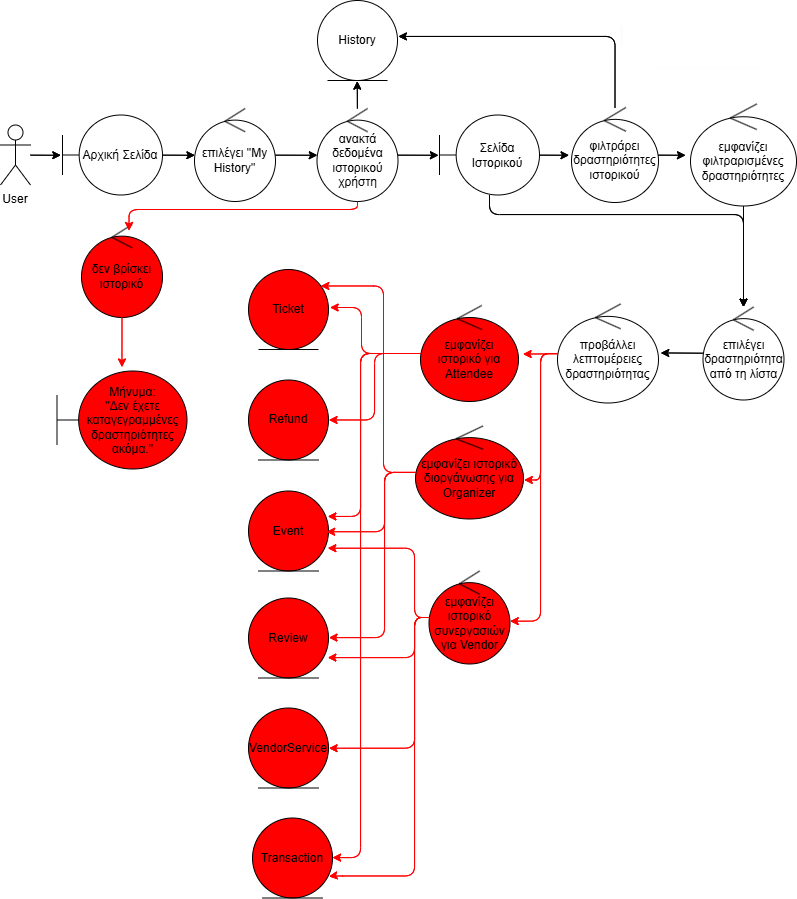 History
User
Αρχική Σελίδα
επιλέγει "My
History"
ανακτά
δεδομένα
ιστορικού
χρήστη
Σελίδα
Ιστορικού
φιλτράρει
δραστηριότητες
ιστορικού
εμφανίζει
φιλτραρισμένες
δραστηριότητες
δεν βρίσκει
ιστορικό
Μήνυμα:
"Δεν έχετε
καταγεγραμμένες
δραστηριότητες
ακόμα."
Ticket
Refund
Event
Review
VendorService
Transaction
εμφανίζει
ιστορικό για
Attendee
εμφανίζει ιστορικό
διοργάνωσης για
Organizer
εμφανίζει
ιστορικό
συνεργασιών
για Vendor
προβάλλει
λεπτομέρειες
δραστηριότητας
επιλέγει
δραστηριότητα
από τη λίστα